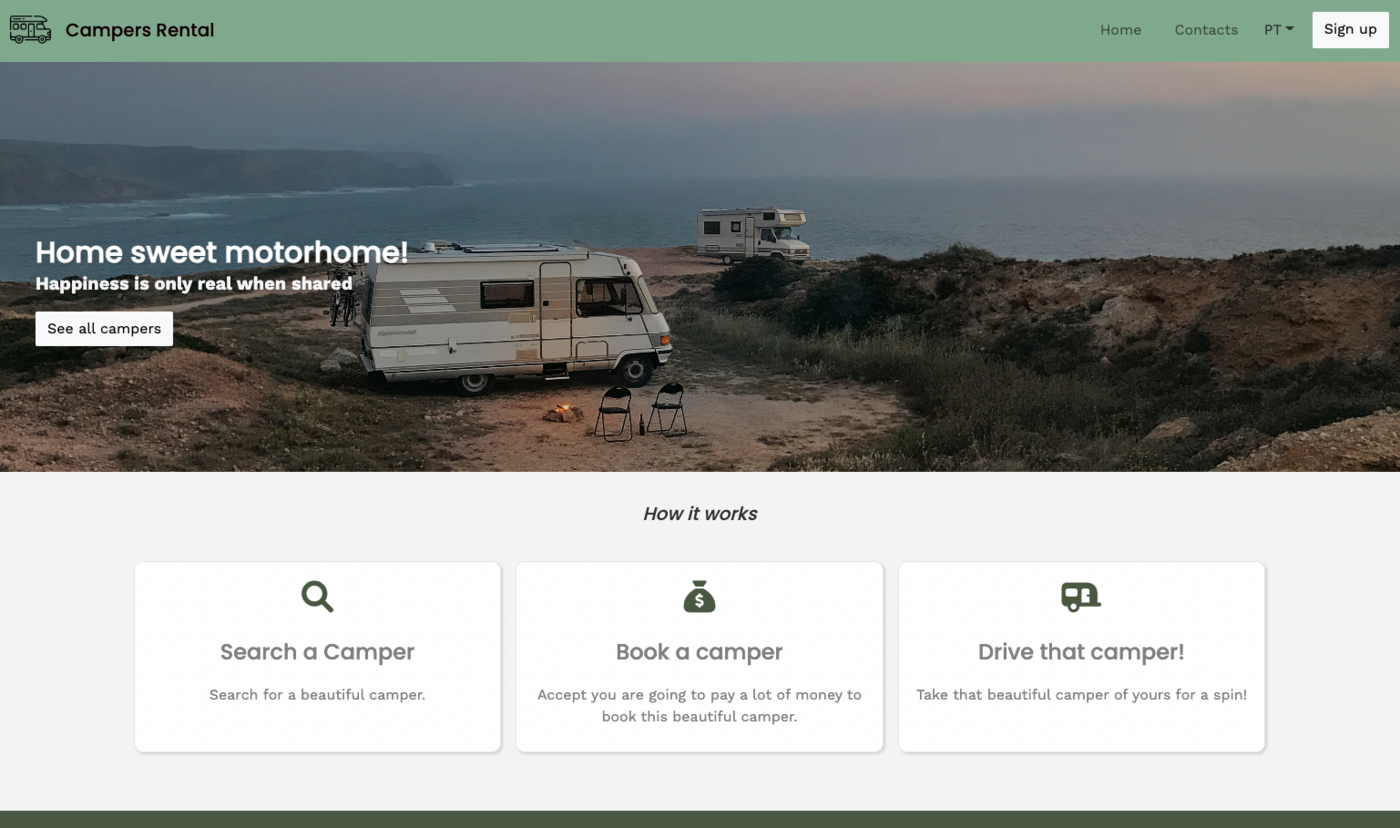 Campers Rental
Home
Contacts
PT
Sign up
Home sweet motorhome!
Happiness is only real when shared
See all campers
How it works
$
Search a Camper
Search for a beautiful camper.
Book a camper
Accept you are going to pay a lot of money to
book this beautiful camper.
Drive that camper!
Take that beautiful camper of yours for a spin!